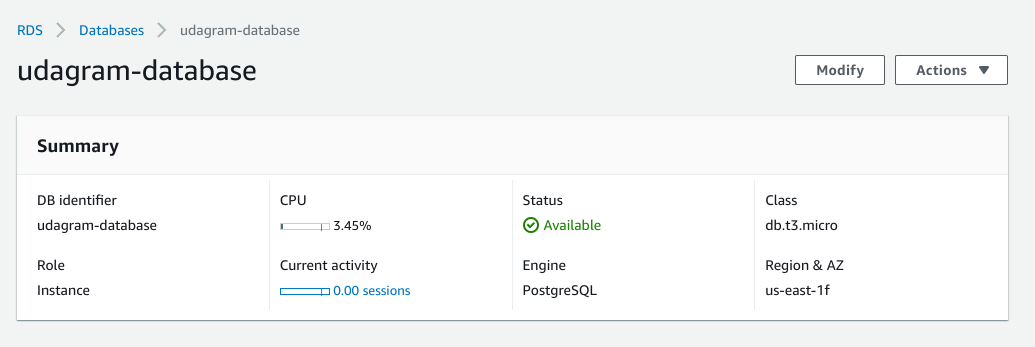 RDS > Databases > udagram-database
udagram-database
Modify
Actions ▼
Summary
DB identifier
udagram-database
CPU
3.45%
Status
Available
Class
db.t3.micro
Role
Instance
Current activity
0.00 sessions
Engine
PostgreSQL
Region & AZ
us-east-1f